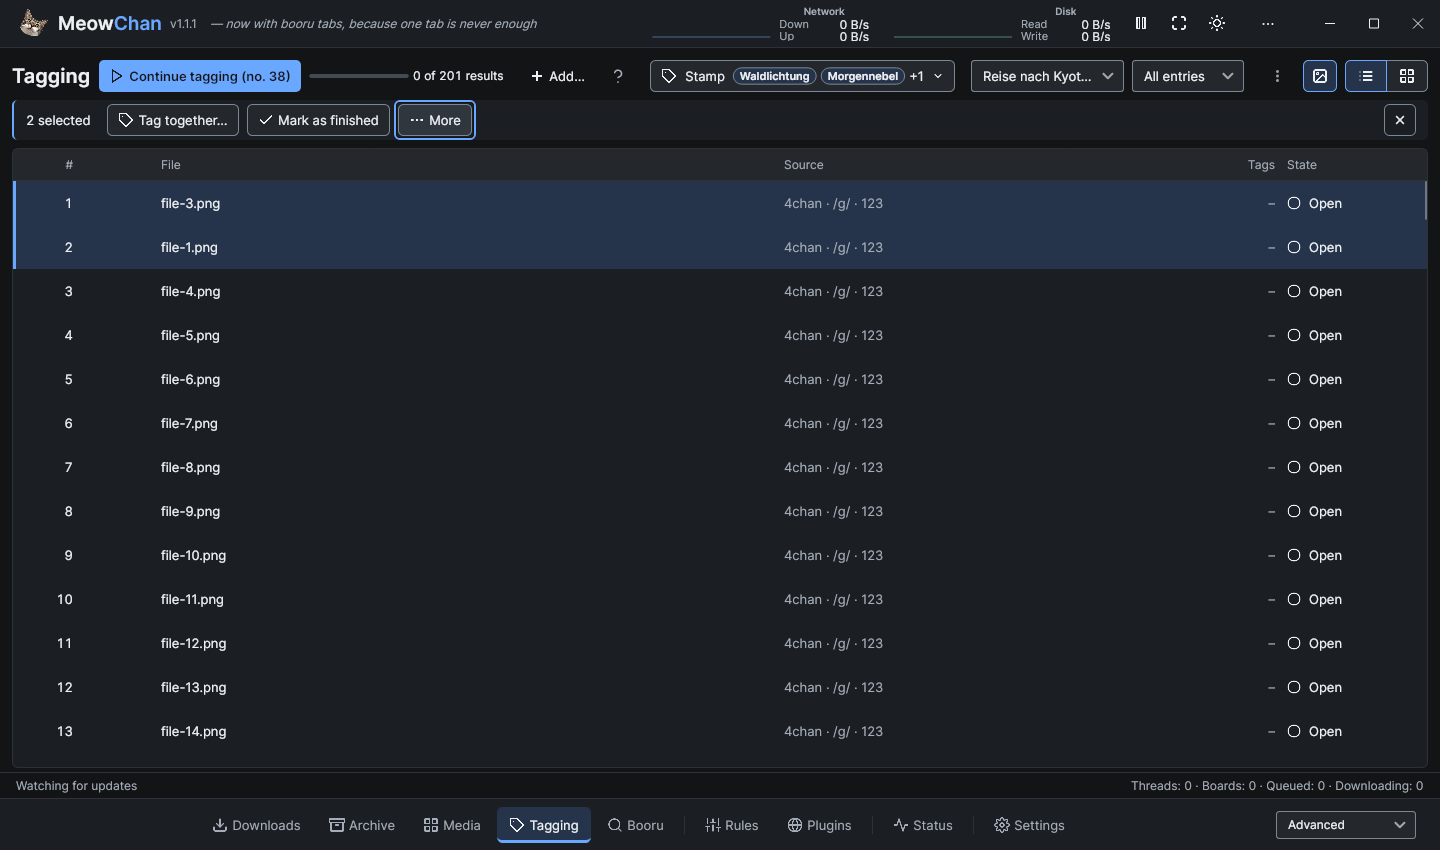 MeowChan v1.1.1 — now with booru tabs, because one tab is never enough
Network
Down 0 B/s
Up 0 B/s
Disk
Read 0 B/s
Write 0 B/s
Tagging
Continue tagging (no. 38)
0 of 201 results
+ Add...
?
Stamp Waldlichtung Morgennebel +1
Reise nach Kyot...
All entries
2 selected
Tag together...
Mark as finished
More
# File Source Tags State
1 file-3.png 4chan · /g/ · 123 – Open
2 file-1.png 4chan · /g/ · 123 – Open
3 file-4.png 4chan · /g/ · 123 – Open
4 file-5.png 4chan · /g/ · 123 – Open
5 file-6.png 4chan · /g/ · 123 – Open
6 file-7.png 4chan · /g/ · 123 – Open
7 file-8.png 4chan · /g/ · 123 – Open
8 file-9.png 4chan · /g/ · 123 – Open
9 file-10.png 4chan · /g/ · 123 – Open
10 file-11.png 4chan · /g/ · 123 – Open
11 file-12.png 4chan · /g/ · 123 – Open
12 file-13.png 4chan · /g/ · 123 – Open
13 file-14.png 4chan · /g/ · 123 – Open
Watching for updates
Threads: 0 · Boards: 0 · Queued: 0 · Downloading: 0
Downloads Archive Media Tagging Booru Rules Plugins Status Settings
Advanced